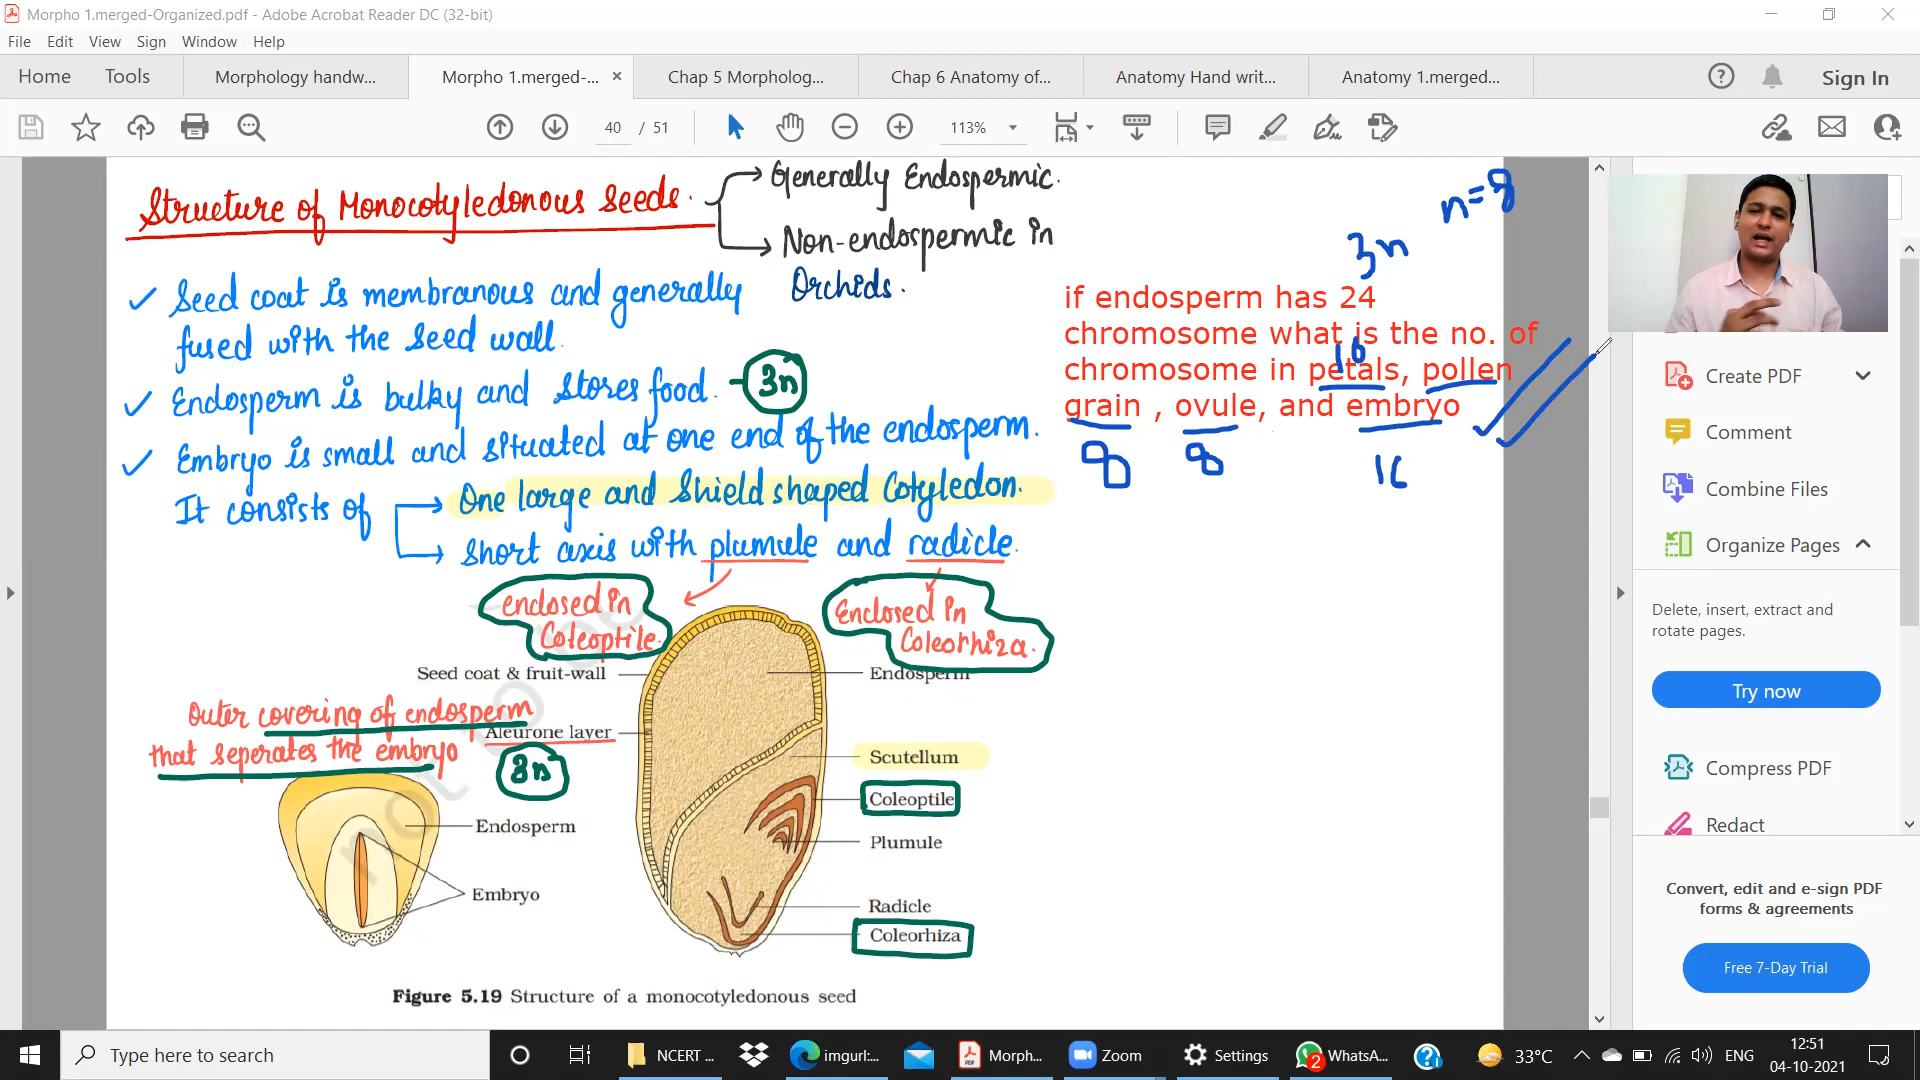 Morpho 1.merged-Organized.pdf - Adobe Acrobat Reader DC (32-bit)
File Edit View Sign Window Help
Home Tools Morphology handw... Morpho 1.merged-... × Chap 5 Morpholog... Chap 6 Anatomy of... Anatomy Hand writ... Anatomy 1.merged... Sign In
40 / 51 113%
Structure of Monocotyledonous Seeds.
Generally Endospermic.
Non-endospermic in
Orchids.
✓ Seed coat is membranous and generally
fused with the seed wall.
✓ Endosperm is bulky and stores food. - 3n
✓ Embryo is small and situated at one end of the endosperm.
It consists of
One large and shield shaped Cotyledon.
Short axis with plumule and radicle.
n=8
3n
if endosperm has 24
chromosome what is the no. of
16
chromosome in petals, pollen
grain , ovule, and embryo
8 8 16
enclosed in
Coleoptile.
Enclosed in
Coleorhiza.
Seed coat & fruit-wall
Endosperm
Outer covering of endosperm
that seperates the embryo
Aleurone layer
3n
Scutellum
Coleoptile
Plumule
Radicle
Coleorhiza
Endosperm
Embryo
Figure 5.19 Structure of a monocotyledonous seed
Create PDF
Comment
Combine Files
Organize Pages
Delete, insert, extract and
rotate pages.
Try now
Compress PDF
Redact
Convert, edit and e-sign PDF
forms & agreements
Free 7-Day Trial
Type here to search
NCERT ... imgurl:... Morph... Zoom Settings 2 WhatsA... 33°C ENG
12:51
04-10-2021